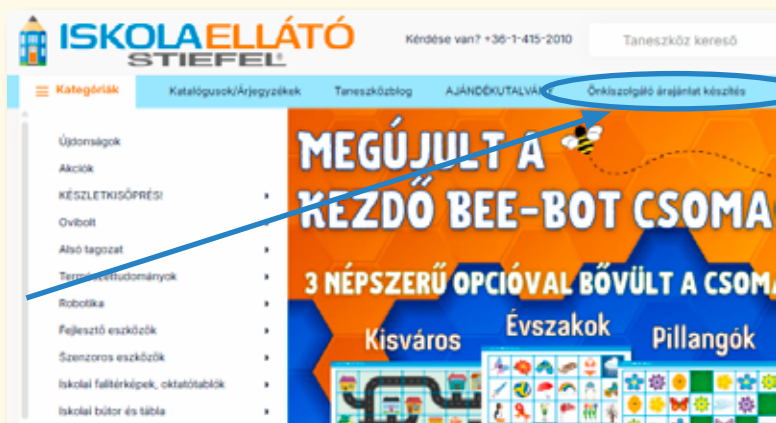 ISKOLAELLÁTÓ
STIEFEL
Kérdése van? +36-1-415-2010
Taneszköz kereső
Kategóriák
Katalógusok/Árjegyzékek
Taneszközblog
AJÁNDÉKUTALVÁNY
Önkiszolgáló árajánlat készítés
Újdonságok
Akciók
KÉSZLETKISÖPRÉS!
Ovibolt
Alsó tagozat
Természettudományok
Robotika
Fejlesztő eszközök
Szenzoros eszközök
Iskolai falitérképek, oktatótablók
Iskolai bútor és tábla
MEGÚJULT A
KEZDŐ BEE-BOT CSOMAG
3 NÉPSZERŰ OPCIÓVAL BŐVÜLT A CSOMA
Kisváros
Évszakok
Pillangók